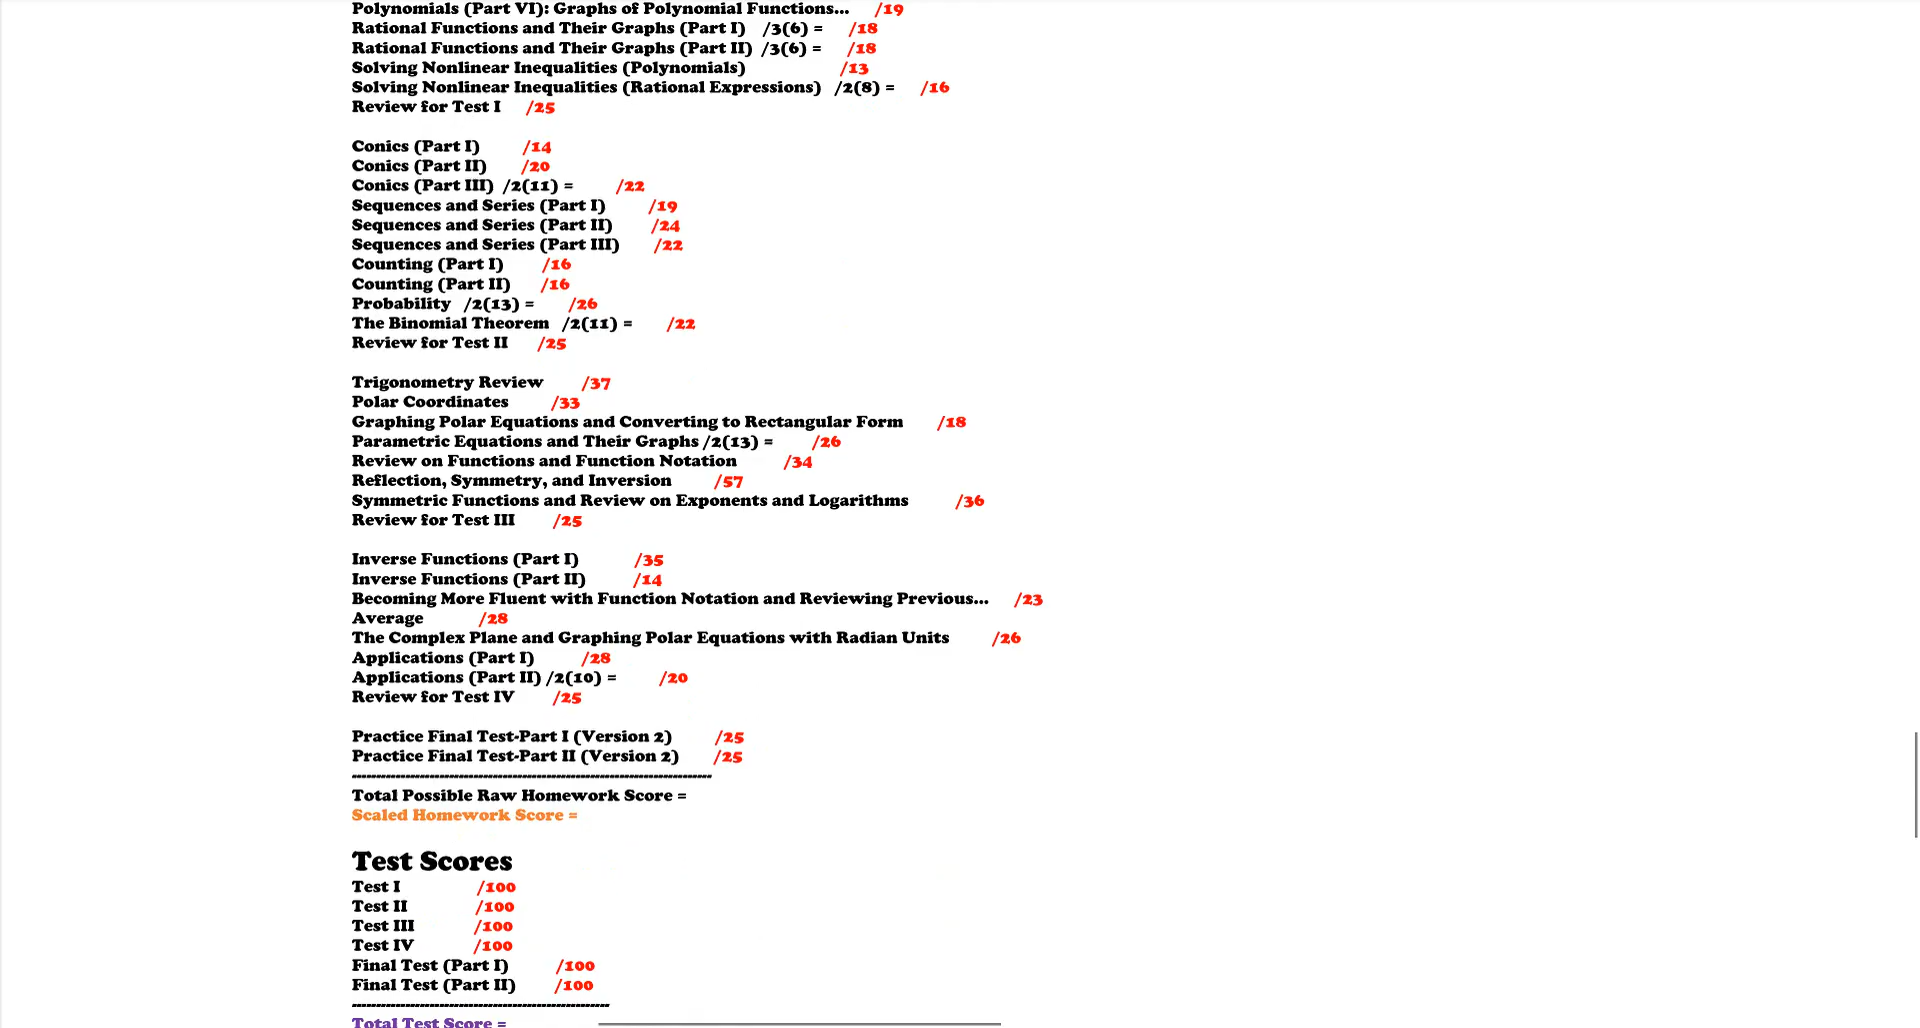 Polynomials (Part VI): Graphs of Polynomial Functions... /19
Rational Functions and Their Graphs (Part I) /3(6) = /18
Rational Functions and Their Graphs (Part II) /3(6) = /18
Solving Nonlinear Inequalities (Polynomials) /13
Solving Nonlinear Inequalities (Rational Expressions) /2(8) = /16
Review for Test I /25
Conics (Part I) /14
Conics (Part II) /20
Conics (Part III) /2(11) = /22
Sequences and Series (Part I) /19
Sequences and Series (Part II) /24
Sequences and Series (Part III) /22
Counting (Part I) /16
Counting (Part II) /16
Probability /2(13) = /26
The Binomial Theorem /2(11) = /22
Review for Test II /25
Trigonometry Review /37
Polar Coordinates /33
Graphing Polar Equations and Converting to Rectangular Form /18
Parametric Equations and Their Graphs /2(13) = /26
Review on Functions and Function Notation /34
Reflection, Symmetry, and Inversion /57
Symmetric Functions and Review on Exponents and Logarithms /36
Review for Test III /25
Inverse Functions (Part I) /35
Inverse Functions (Part II) /14
Becoming More Fluent with Function Notation and Reviewing Previous... /23
Average /28
The Complex Plane and Graphing Polar Equations with Radian Units /26
Applications (Part I) /28
Applications (Part II) /2(10) = /20
Review for Test IV /25
Practice Final Test-Part I (Version 2) /25
Practice Final Test-Part II (Version 2) /25
Total Possible Raw Homework Score =
Scaled Homework Score =
Test Scores
Test I /100
Test II /100
Test III /100
Test IV /100
Final Test (Part I) /100
Final Test (Part II) /100
Total Test Score =